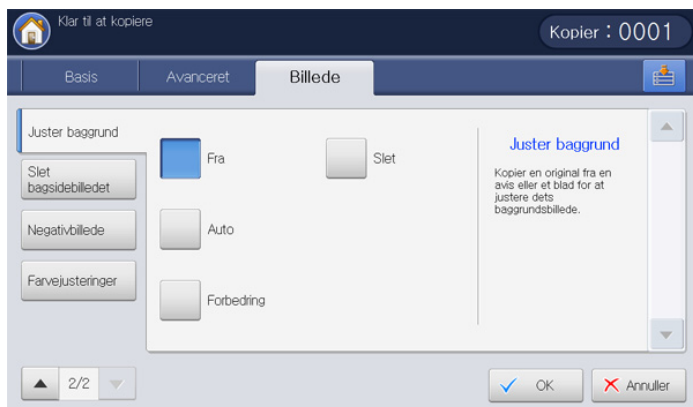 Klar til at kopiere
Kopier : 0001
Basis
Avanceret
Billede
Juster baggrund
Slet
bagsidebilledet
Negativbillede
Farvejusteringer
Fra
Slet
Auto
Forbedring
Juster baggrund
Kopier en original fra en
avis eller et blad for at
justere dets
baggrundsbillede.
2/2
OK
Annuller